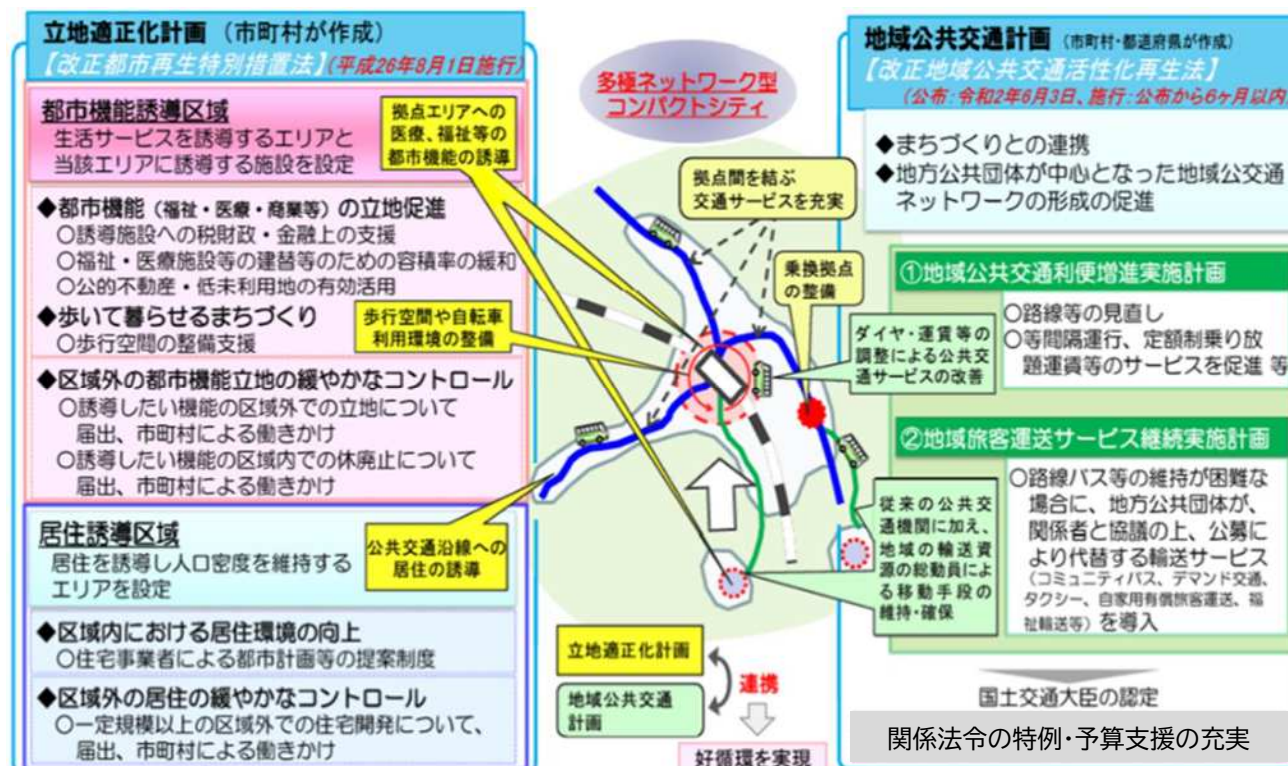 立地適正化計画（市町村が作成）
【改正都市再生特別措置法】（平成26年8月1日施行）
都市機能誘導区域
生活サービスを誘導するエリアと
当該エリアに誘導する施設を設定
◆都市機能（福祉・医療・商業等）の立地促進
○誘導施設への税財政・金融上の支援
○福祉・医療施設等の建替等のための容積率の緩和
○公的不動産・低未利用地の有効活用
◆歩いて暮らせるまちづくり
○歩行空間の整備支援
◆区域外の都市機能立地の緩やかなコントロール
○誘導したい機能の区域外での立地について
届出、市町村による働きかけ
○誘導したい機能の区域内での休廃止について
届出、市町村による働きかけ
居住誘導区域
居住を誘導し人口密度を維持する
エリアを設定
◆区域内における居住環境の向上
○住宅事業者による都市計画等の提案制度
◆区域外の居住の緩やかなコントロール
○一定規模以上の区域外での住宅開発について、
届出、市町村による働きかけ
多極ネットワーク型
コンパクトシティ
拠点エリアへの
医療、福祉等の
都市機能の誘導
拠点間を結ぶ
交通サービスを充実
乗換拠点
の整備
歩行空間や自転車
利用環境の整備
ダイヤ・運賃等の
調整による公共交
通サービスの改善
公共交通沿線への
居住の誘導
従来の公共交
通機関に加え、
地域の輸送資
源の総動員によ
る移動手段の
維持・確保
立地適正化計画
地域公共交通
計画
連携
好循環を実現
地域公共交通計画（市町村・都道府県が作成）
【改正地域公共交通活性化再生法】
（公布：令和2年6月3日、施行：公布から6ヶ月以内
◆まちづくりとの連携
◆地方公共団体が中心となった地域公交通
ネットワークの形成の促進
①地域公共交通利便増進実施計画
○路線等の見直し
○等間隔運行、定額制乗り放
題運賃等のサービスを促進 等
②地域旅客運送サービス継続実施計画
○路線バス等の維持が困難な
場合に、地方公共団体が、
関係者と協議の上、公募に
より代替する輸送サービス
（コミュニティバス、デマンド交通、
タクシー、自家用有償旅客運送、福
祉輸送等）を導入
国土交通大臣の認定
関係法令の特例・予算支援の充実